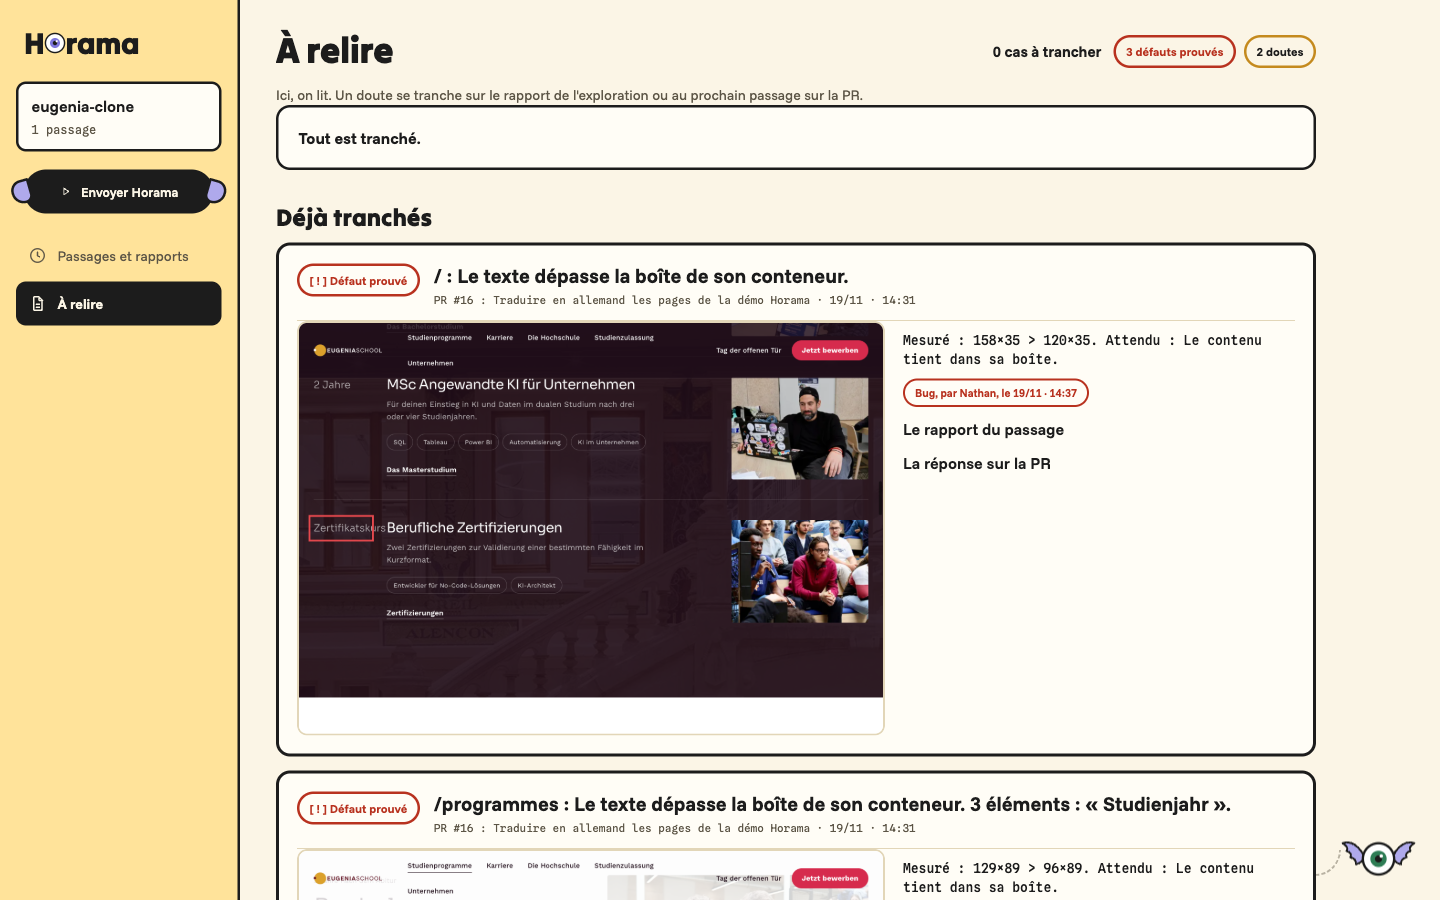 Horama
eugenia-clone
1 passage
Envoyer Horama
Passages et rapports
À relire
À relire
0 cas à trancher
3 défauts prouvés
2 doutes
Ici, on lit. Un doute se tranche sur le rapport de l'exploration ou au prochain passage sur la PR.
Tout est tranché.
Déjà tranchés
[ ! ] Défaut prouvé
/ : Le texte dépasse la boîte de son conteneur.
PR #16 : Traduire en allemand les pages de la démo Horama · 19/11 · 14:31
Das Bachelorstudium
Studienprogramme Karriere Die Hochschule Studienzulassung
EUGENIASCHOOL
Tag der offenen Tür
Jetzt bewerben
Unternehmen
2 Jahre
MSc Angewandte KI für Unternehmen
Für deinen Einstieg in KI und Daten im dualen Studium nach drei
oder vier Studienjahren.
SQL Tableau Power BI Automatisierung KI im Unternehmen
Das Masterstudium
Zertifikatskurs
Berufliche Zertifizierungen
Zwei Zertifizierungen zur Validierung einer bestimmten Fähigkeit im
Kurzformat.
Entwickler für No-Code-Lösungen KI-Architekt
Zertifizierungen
ALENÇON
Mesuré : 158×35 > 120×35. Attendu : Le contenu
tient dans sa boîte.
Bug, par Nathan, le 19/11 · 14:37
Le rapport du passage
La réponse sur la PR
[ ! ] Défaut prouvé
/programmes : Le texte dépasse la boîte de son conteneur. 3 éléments : « Studienjahr ».
PR #16 : Traduire en allemand les pages de la démo Horama · 19/11 · 14:31
Studienprogramme Karriere Die Hochschule Studienzulassung
EUGENIASCHOOL
Tag der offenen Tür
Jetzt bewerben
Unternehmen
Mesuré : 129×89 > 96×89. Attendu : Le contenu
tient dans sa boîte.